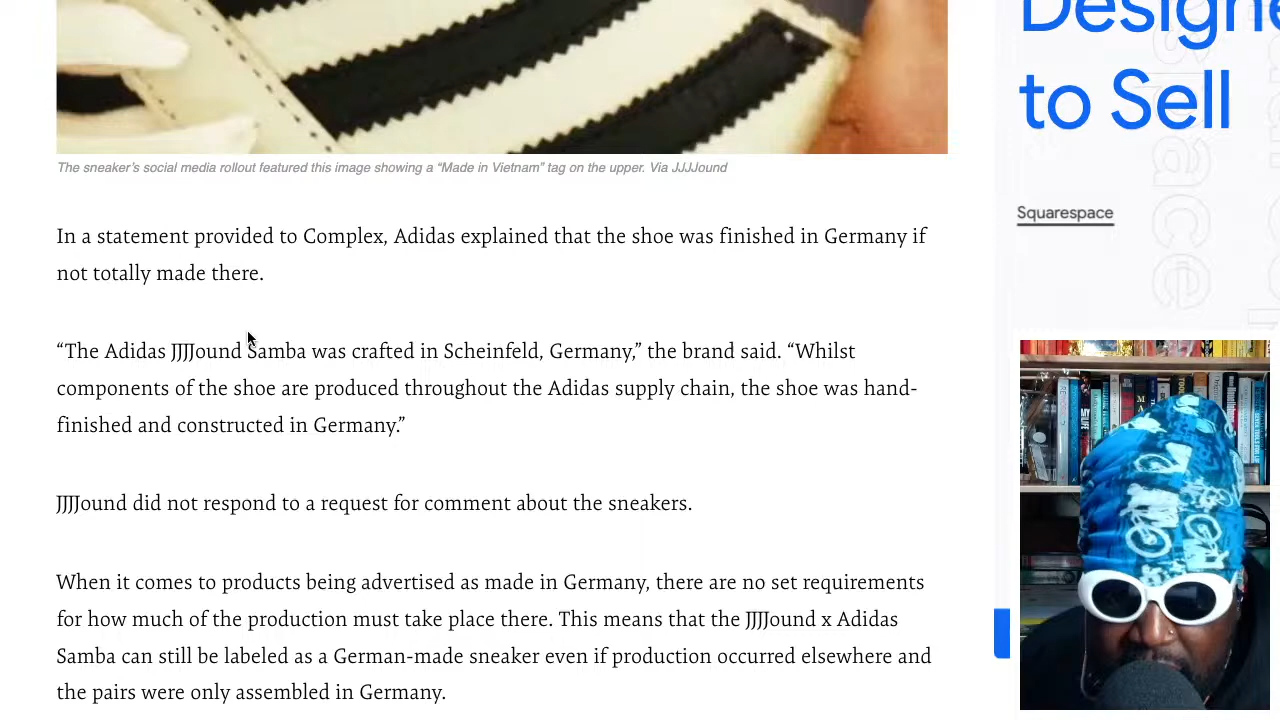 Designe
to Sell
Squarespace
The sneaker's social media rollout featured this image showing a “Made in Vietnam” tag on the upper. Via JJJJound
In a statement provided to Complex, Adidas explained that the shoe was finished in Germany if
not totally made there.
“The Adidas JJJJound Samba was crafted in Scheinfeld, Germany,” the brand said. “Whilst
components of the shoe are produced throughout the Adidas supply chain, the shoe was hand-
finished and constructed in Germany.”
JJJJound did not respond to a request for comment about the sneakers.
When it comes to products being advertised as made in Germany, there are no set requirements
for how much of the production must take place there. This means that the JJJJound x Adidas
Samba can still be labeled as a German-made sneaker even if production occurred elsewhere and
the pairs were only assembled in Germany.